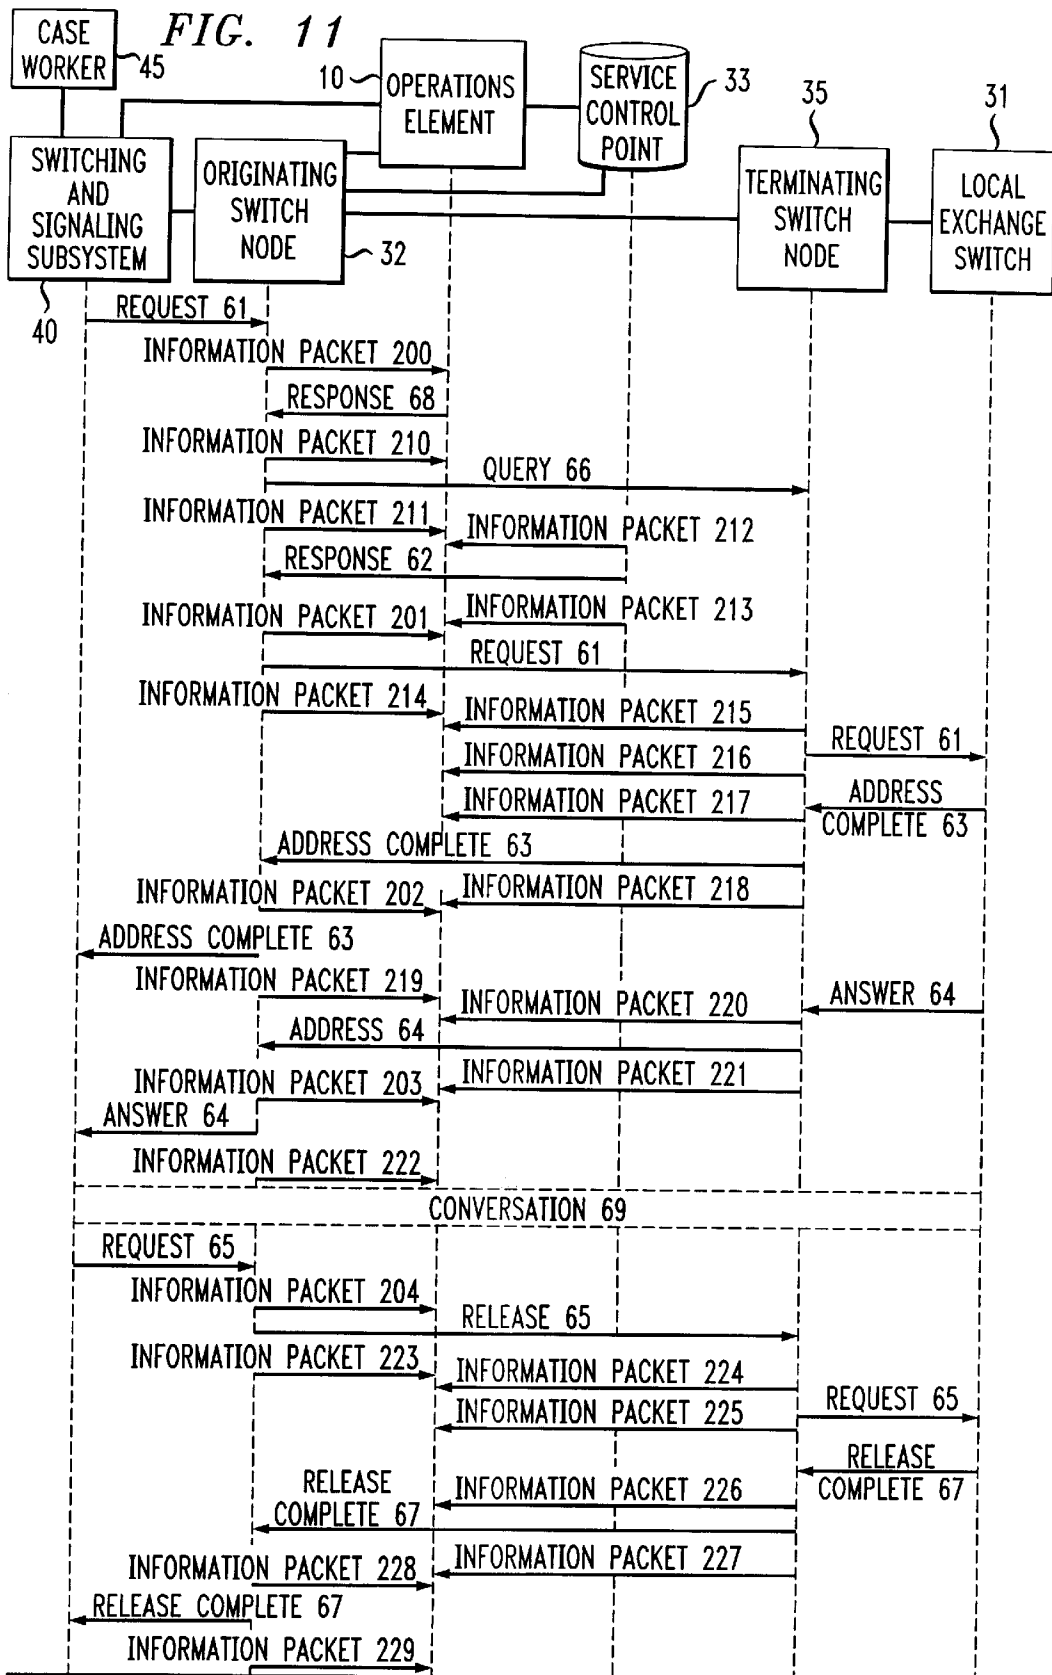 FIG. 11
CASE
WORKER
45
10
OPERATIONS
ELEMENT
SERVICE
CONTROL
POINT
33
35
31
SWITCHING
AND
SIGNALING
SUBSYSTEM
40
ORIGINATING
SWITCH
NODE
32
TERMINATING
SWITCH
NODE
LOCAL
EXCHANGE
SWITCH
REQUEST 61
INFORMATION PACKET 200
RESPONSE 68
INFORMATION PACKET 210
QUERY 66
INFORMATION PACKET 211
INFORMATION PACKET 212
RESPONSE 62
INFORMATION PACKET 213
INFORMATION PACKET 201
REQUEST 61
INFORMATION PACKET 214
INFORMATION PACKET 215
REQUEST 61
INFORMATION PACKET 216
INFORMATION PACKET 217
ADDRESS
COMPLETE 63
ADDRESS COMPLETE 63
INFORMATION PACKET 202
INFORMATION PACKET 218
ADDRESS COMPLETE 63
INFORMATION PACKET 219
INFORMATION PACKET 220
ANSWER 64
ADDRESS 64
INFORMATION PACKET 203
INFORMATION PACKET 221
ANSWER 64
INFORMATION PACKET 222
CONVERSATION 69
REQUEST 65
INFORMATION PACKET 204
RELEASE 65
INFORMATION PACKET 223
INFORMATION PACKET 224
REQUEST 65
INFORMATION PACKET 225
RELEASE
COMPLETE 67
RELEASE
COMPLETE 67
INFORMATION PACKET 226
INFORMATION PACKET 227
INFORMATION PACKET 228
RELEASE COMPLETE 67
INFORMATION PACKET 229